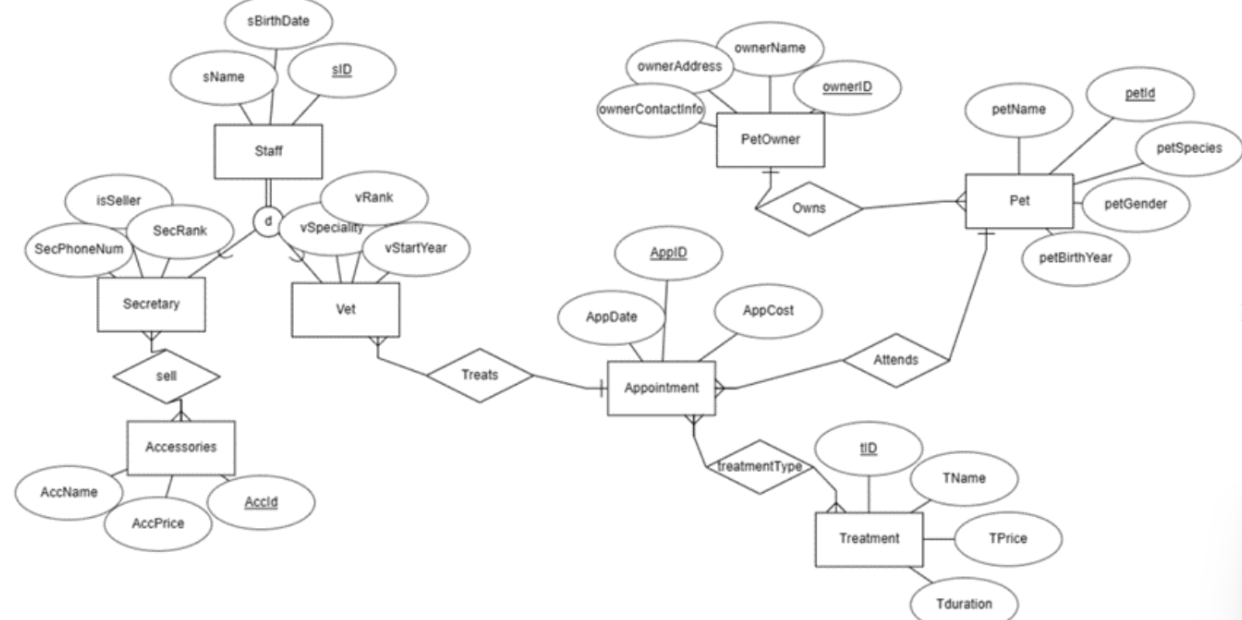 sBirthDate
sName
sID
Staff
d
isSeller
SecRank
SecPhoneNum
Secretary
vRank
vSpeciality
vStartYear
Vet
sell
Accessories
AccName
AccPrice
AccId
Treats
ownerName
ownerAddress
ownerID
ownerContactInfo
PetOwner
Owns
petName
petId
petSpecies
petGender
petBirthYear
Pet
AppID
AppDate
AppCost
Appointment
Attends
treatmentType
tID
TName
TPrice
Tduration
Treatment